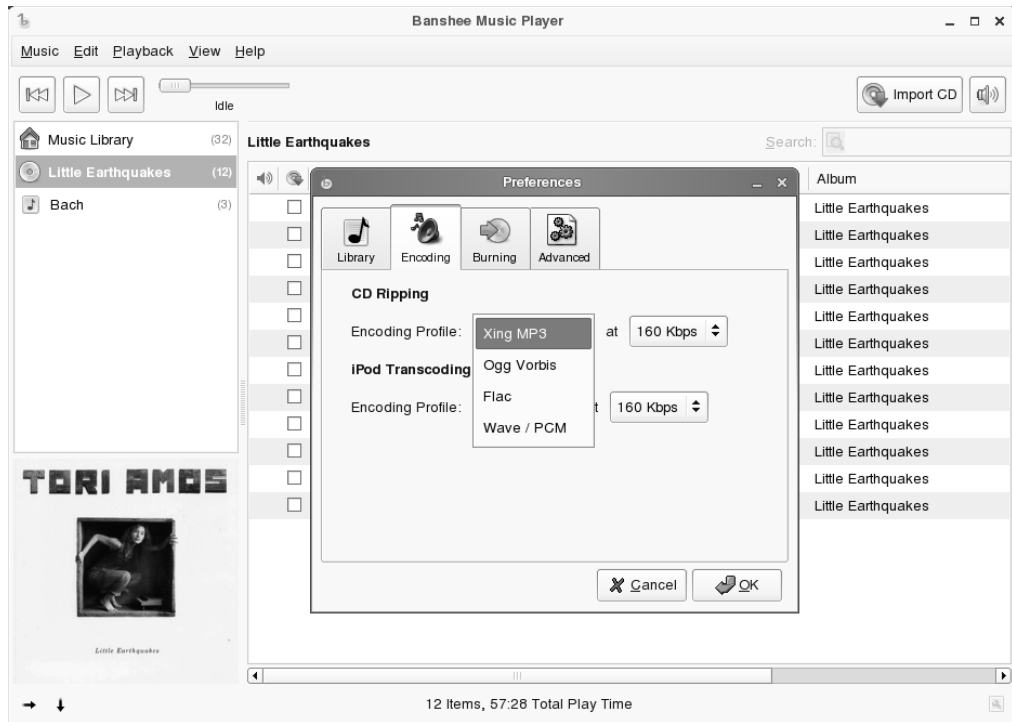 Banshee Music Player
Music Edit Playback View Help
Idle
Import CD
Music Library (32)
Little Earthquakes (12)
Bach (3)
Little Earthquakes
Search:
Album
Little Earthquakes
Little Earthquakes
Little Earthquakes
Little Earthquakes
Little Earthquakes
Little Earthquakes
Little Earthquakes
Little Earthquakes
Little Earthquakes
Little Earthquakes
Little Earthquakes
Little Earthquakes
Preferences
Library Encoding Burning Advanced
CD Ripping
Encoding Profile: Xing MP3 at 160 Kbps
Ogg Vorbis
iPod Transcoding
Flac
Encoding Profile: t 160 Kbps
Wave / PCM
Cancel OK
TORI AMOS
Little Earthquakes
12 Items, 57:28 Total Play Time